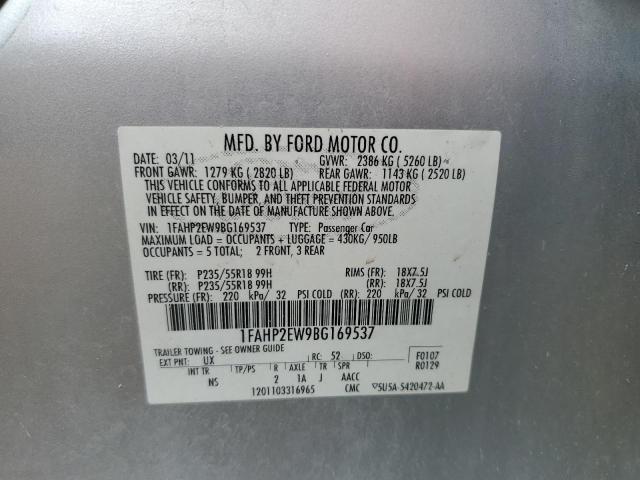 MFD. BY FORD MOTOR CO.
DATE: 03/11 GVWR: 2386 KG ( 5260 LB)
FRONT GAWR: 1279 KG ( 2820 LB) REAR GAWR: 1143 KG ( 2520 LB)
THIS VEHICLE CONFORMS TO ALL APPLICABLE FEDERAL MOTOR
VEHICLE SAFETY, BUMPER, AND THEFT PREVENTION STANDARDS
IN EFFECT ON THE DATE OF MANUFACTURE SHOWN ABOVE.
VIN: 1FAHP2EW9BG169537 TYPE: Passenger Car
MAXIMUM LOAD = OCCUPANTS + LUGGAGE = 430KG/ 950LB
OCCUPANTS = 5 TOTAL; 2 FRONT, 3 REAR
TIRE (FR): P235/55R18 99H RIMS (FR): 18X7.5J
(RR): P235/55R18 99H (RR): 18X7.5J
PRESSURE (FR): 220 kPa/ 32 PSI COLD (RR): 220 kPa/ 32 PSI COLD
1FAHP2EW9BG169537
TRAILER TOWING - SEE OWNER GUIDE
EXT PNT: UX RC: 52 DSO: F0107
INT TR TP/PS R AXLE TR SPR R0129
NS 2 1A J AACC
1201103316965 CMC ▽5U5A-5420472-AA